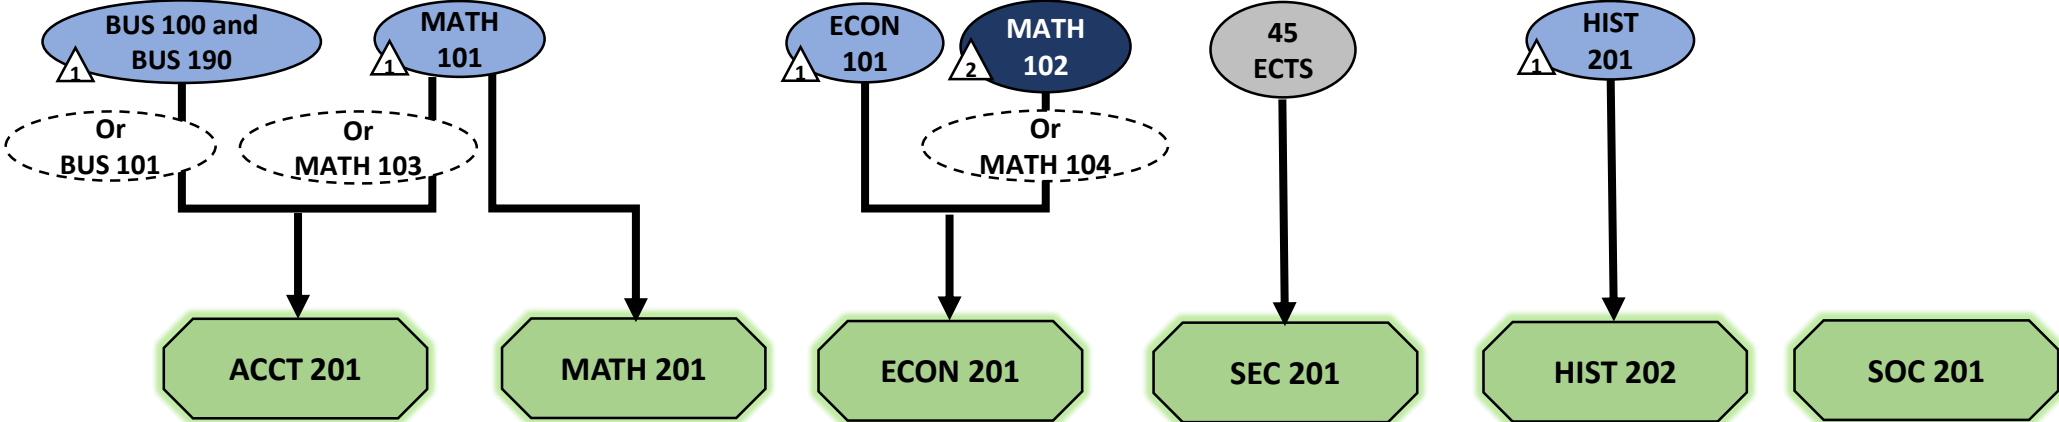 BUS 100 and
BUS 190
1
MATH
101
1
ECON
101
1
MATH
102
2
45
ECTS
HIST
201
1
Or
BUS 101
Or
MATH 103
Or
MATH 104
ACCT 201
MATH 201
ECON 201
SEC 201
HIST 202
SOC 201